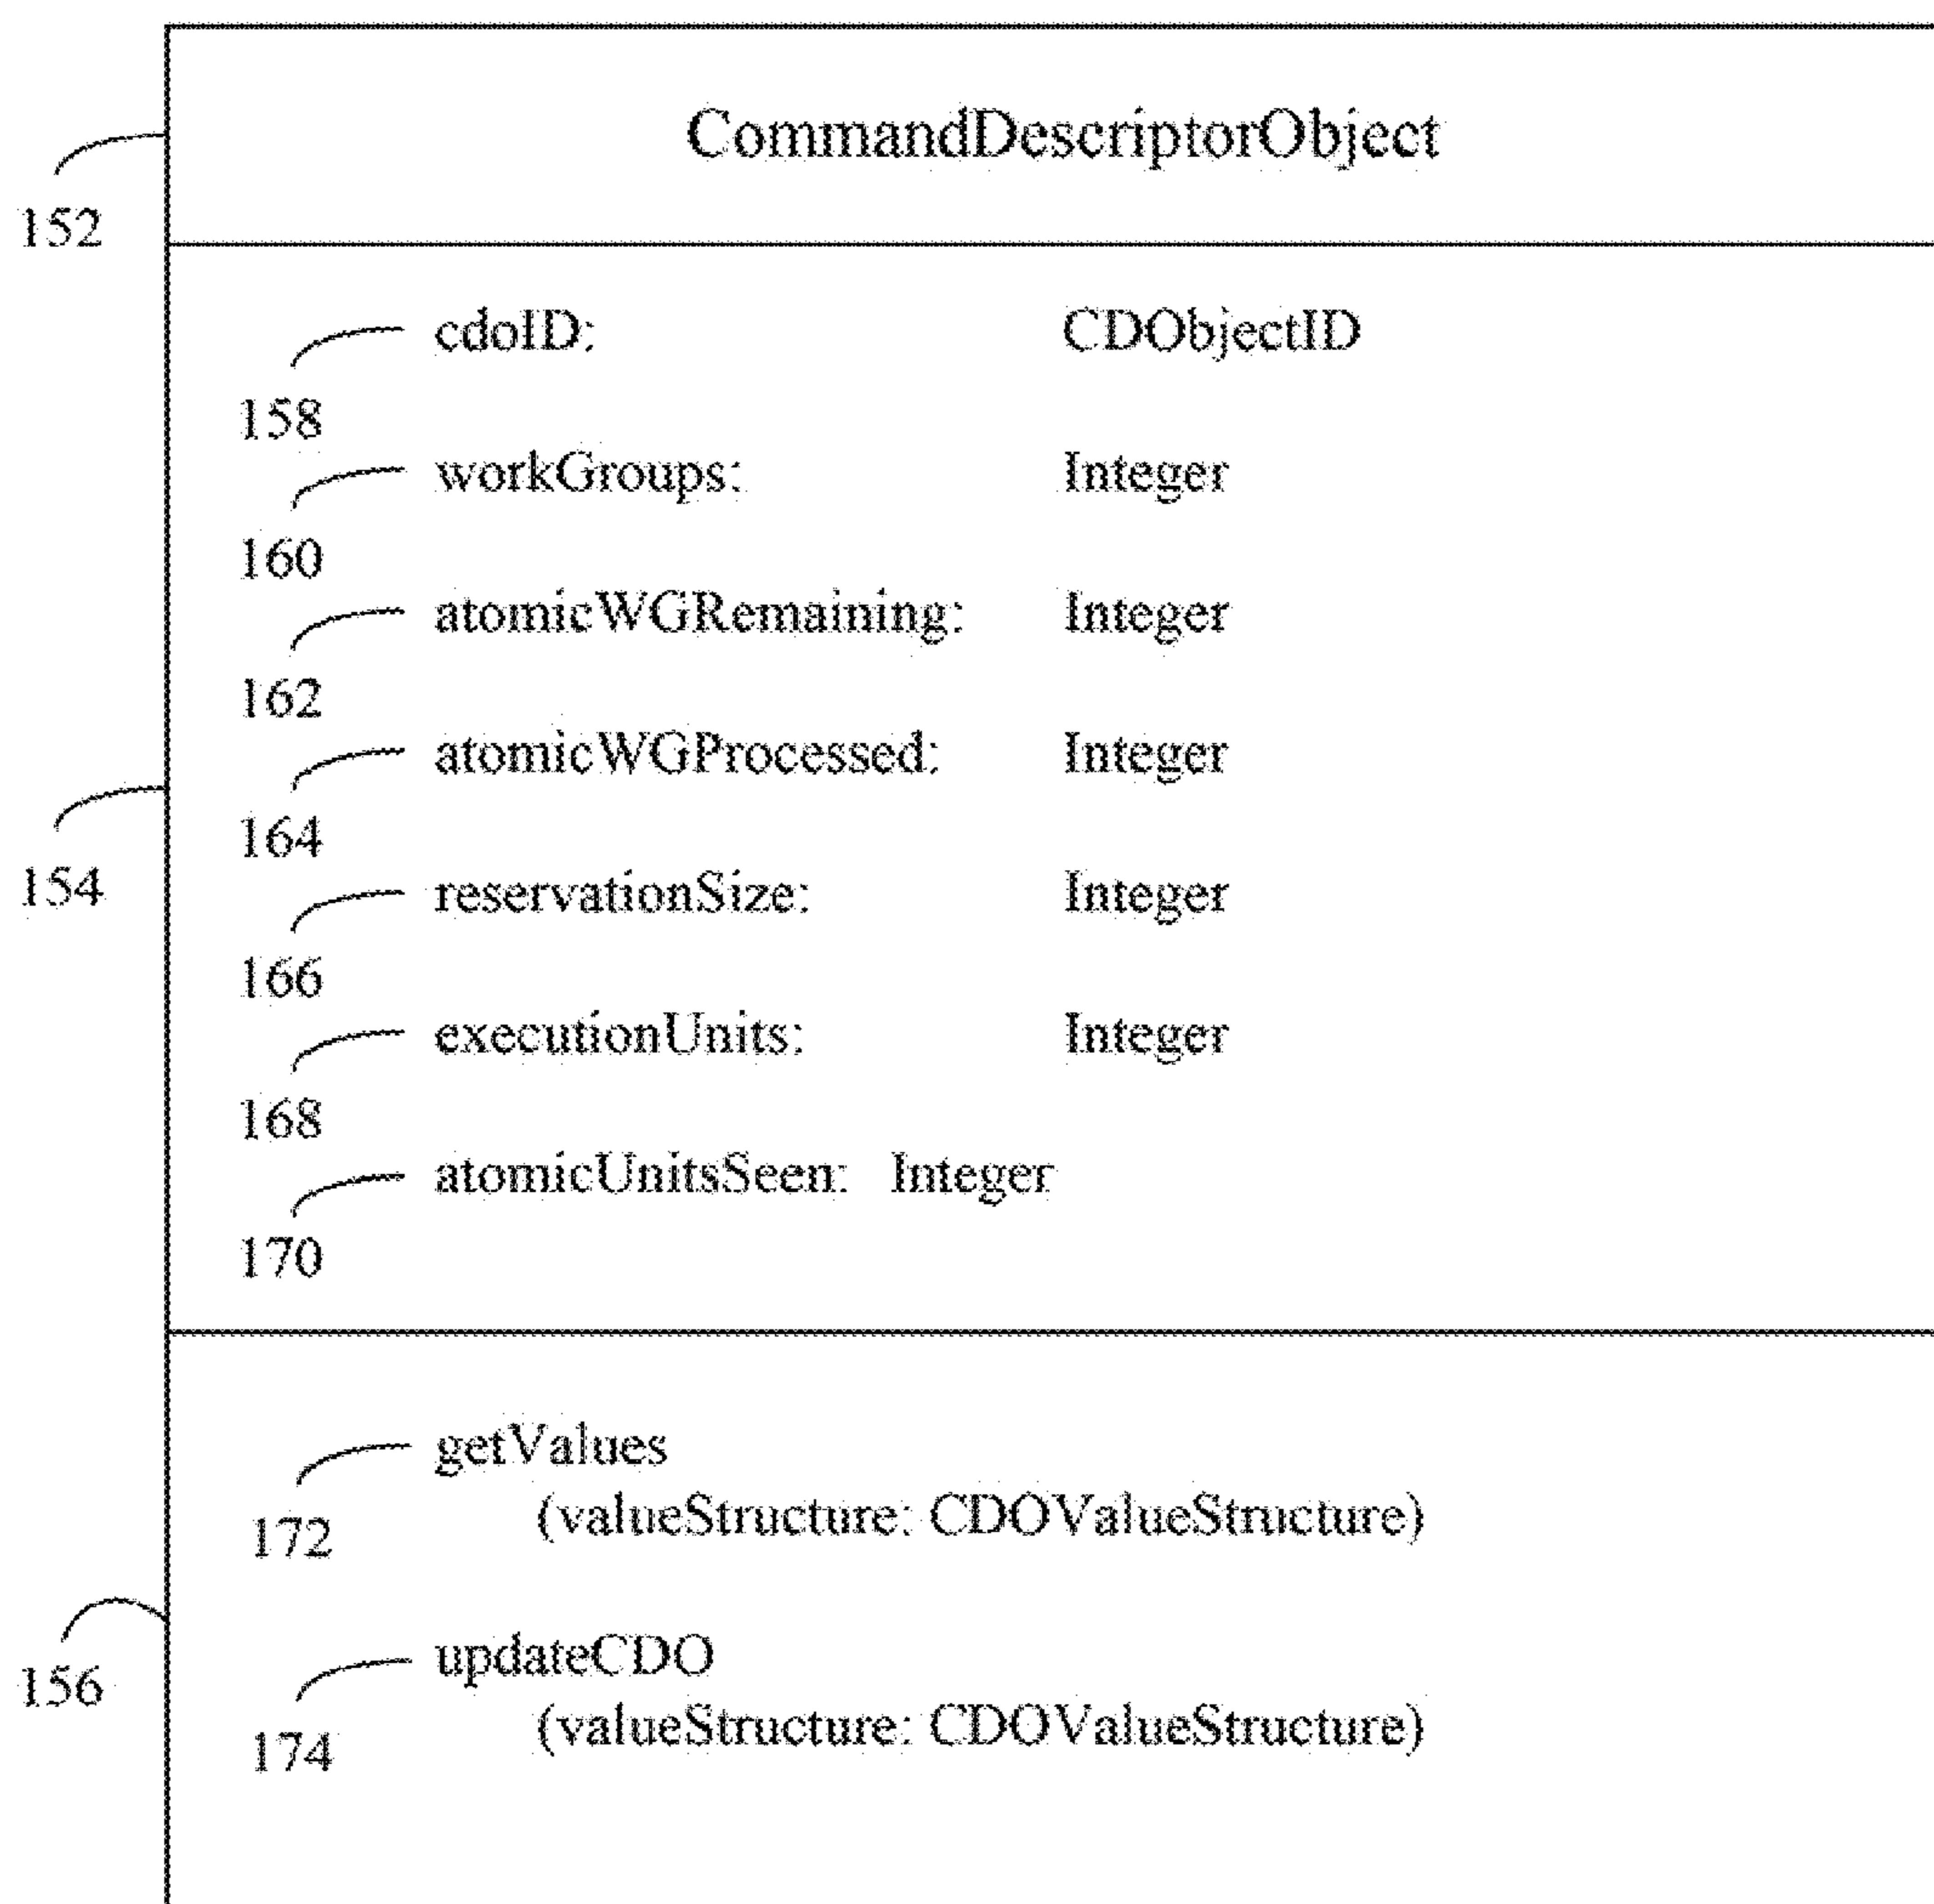 CommandDescriptorObject
152
cdoID: CDObjectID
158
workGroups: Integer
160
atomicWGRemaining: Integer
162
atomicWGProcessed: Integer
164
154
reservationSize: Integer
166
executionUnits: Integer
168
atomicUnitsSeen: Integer
170
getValues
(valueStructure: CDOValueStructure)
172
updateCDO
156
(valueStructure: CDOValueStructure)
174